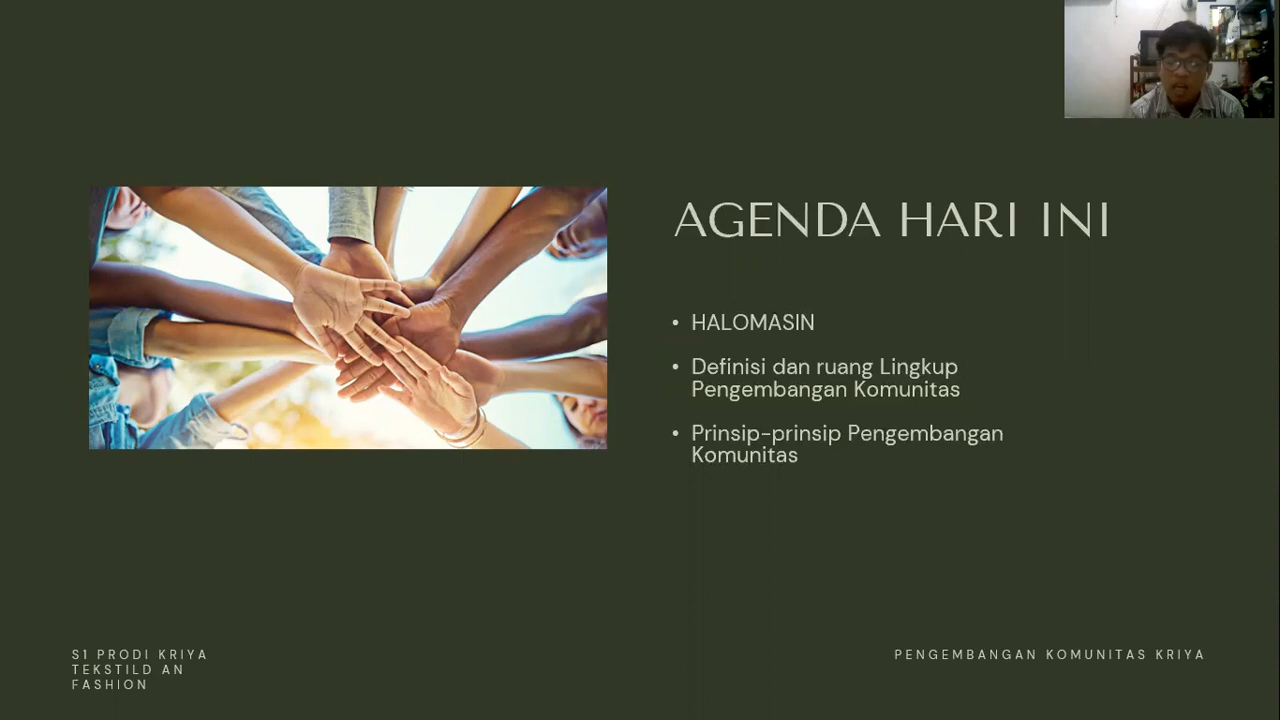 AGENDA HARI INI
• HALOMASIN
• Definisi dan ruang Lingkup
Pengembangan Komunitas
• Prinsip-prinsip Pengembangan
Komunitas
S1 PRODI KRIYA
TEKSTILD AN
FASHION
PENGEMBANGAN KOMUNITAS KRIYA